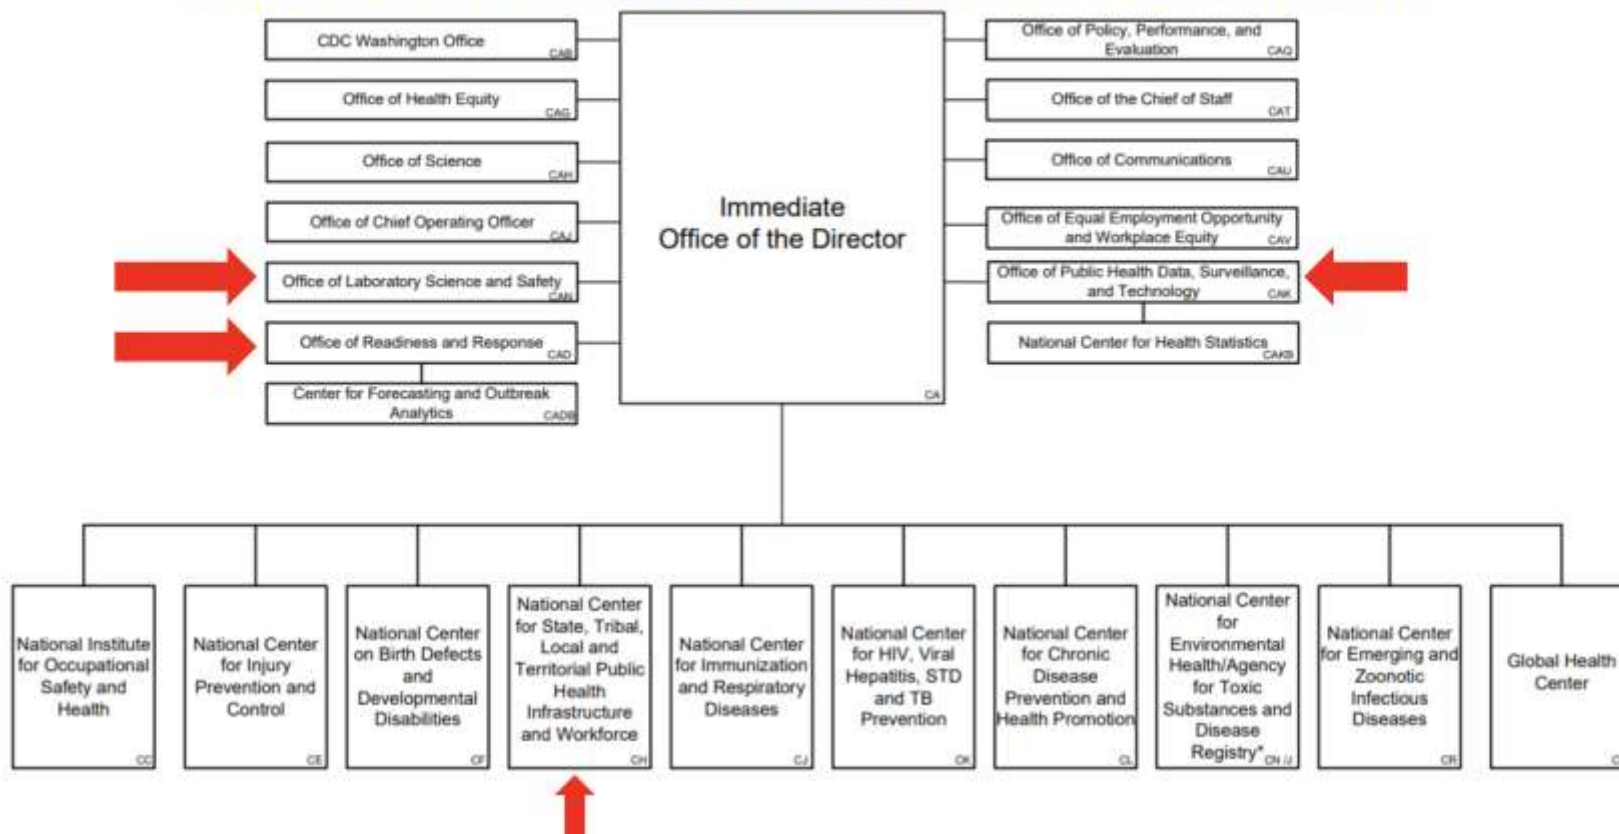 CDC Washington Office
CAB
Office of Health Equity
CAG
Office of Science
CAH
Office of Chief Operating Officer
CAJ
Office of Laboratory Science and Safety
CAN
Office of Readiness and Response
CAD
Center for Forecasting and Outbreak
Analytics
CADB
Immediate
Office of the Director
CA
Office of Policy, Performance, and
Evaluation
CAQ
Office of the Chief of Staff
CAT
Office of Communications
CAU
Office of Equal Employment Opportunity
and Workplace Equity
CAV
Office of Public Health Data, Surveillance,
and Technology
CAK
National Center for Health Statistics
CAKB
National Institute
for Occupational
Safety and
Health
CC
National Center
for Injury
Prevention and
Control
CE
National Center
on Birth Defects
and
Developmental
Disabilities
CF
National Center
for State, Tribal,
Local and
Territorial Public
Health
Infrastructure
and Workforce
CH
National Center
for Immunization
and Respiratory
Diseases
CJ
National Center
for HIV, Viral
Hepatitis, STD
and TB
Prevention
CK
National Center
for Chronic
Disease
Prevention and
Health Promotion
CL
National Center
for
Environmental
Health/Agency
for Toxic
Substances and
Disease
Registry*
CN /J
National Center
for Emerging and
Zoonotic
Infectious
Diseases
CR
Global Health
Center